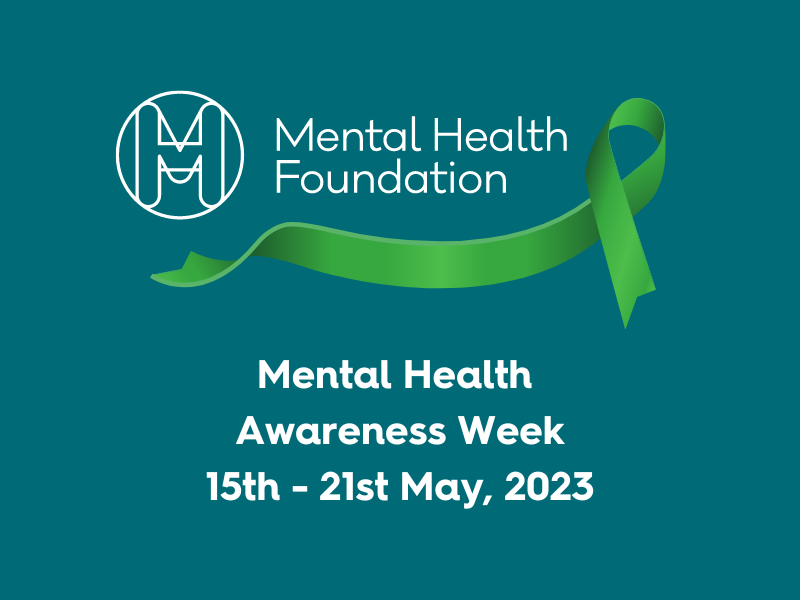 Mental Health
Foundation
Mental Health
Awareness Week
15th - 21st May, 2023